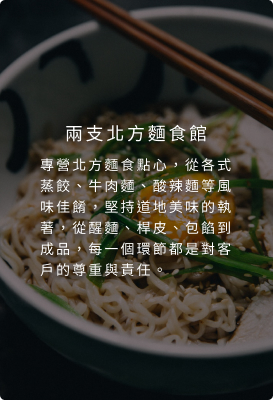 兩支北方麵食館
專營北方麵食點心，從各式
蒸餃、牛肉麵、酸辣麵等風
味佳餚，堅持道地美味的執
著，從醒麵、桿皮、包餡到
成品，每一個環節都是對客
戶的尊重與責任。